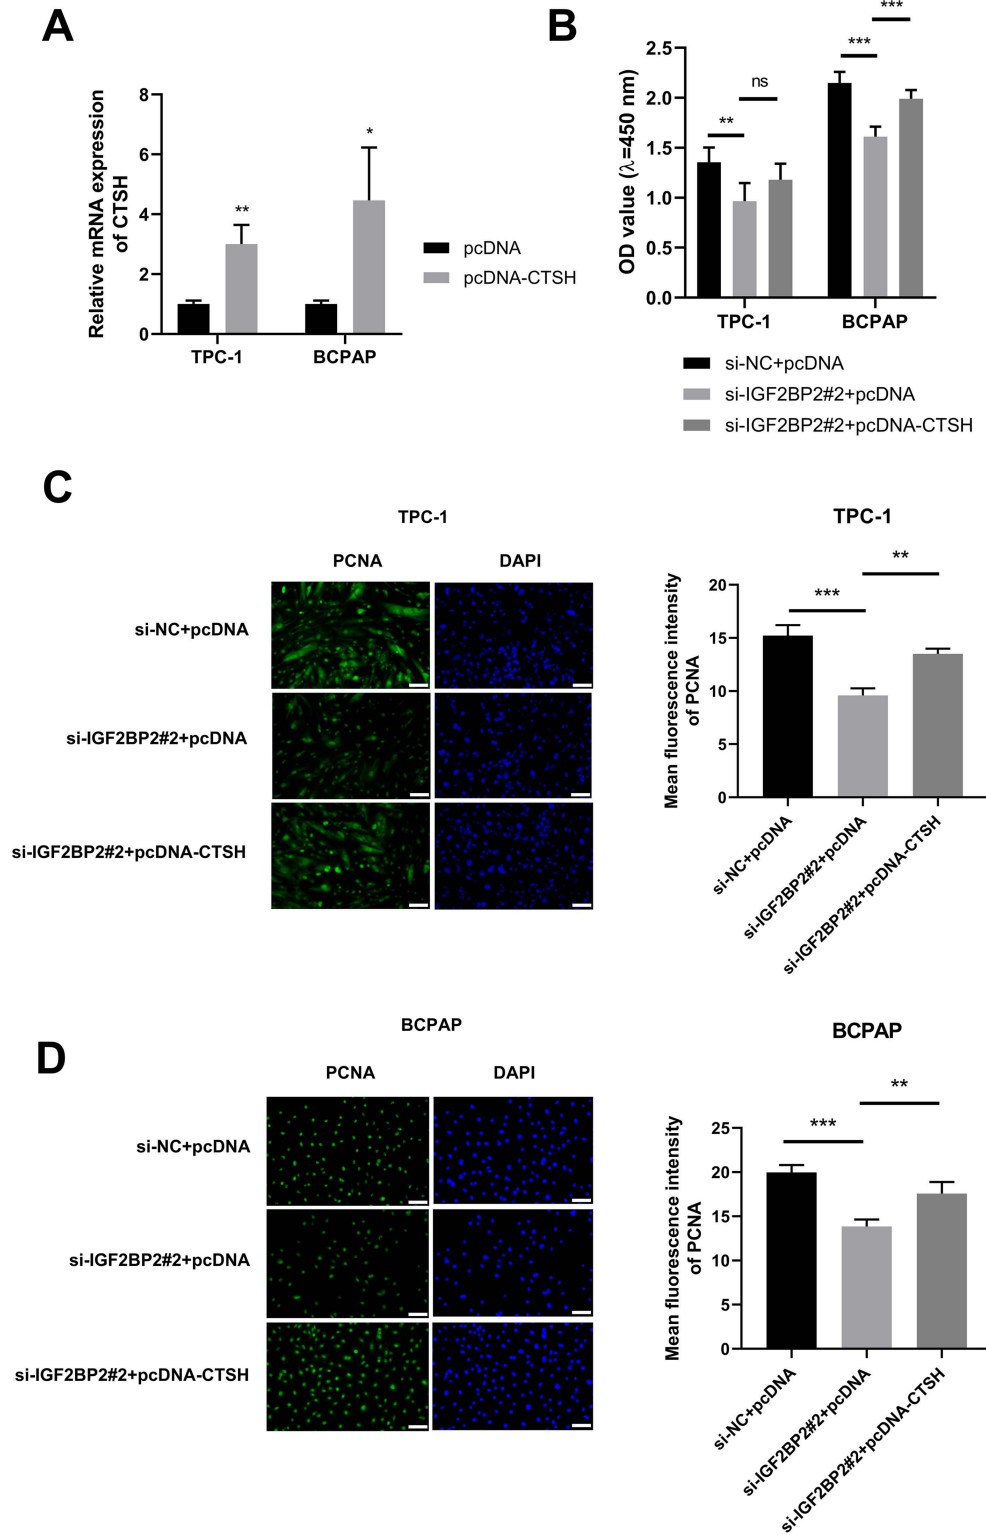 A
Relative mRNA expression
of CTSH
8
6
4
2
0
**
*
TPC-1
BCPAP
pcDNA
pcDNA-CTSH
B
OD value (λ=450 nm)
2.5
2.0
1.5
1.0
0.5
0.0
**
ns
***
***
TPC-1
BCPAP
si-NC+pcDNA
si-IGF2BP2#2+pcDNA
si-IGF2BP2#2+pcDNA-CTSH
C
TPC-1
PCNA
DAPI
si-NC+pcDNA
si-IGF2BP2#2+pcDNA
si-IGF2BP2#2+pcDNA-CTSH
TPC-1
Mean fluorescence intensity
of PCNA
20
15
10
5
0
***
**
si-NC+pcDNA
si-IGF2BP2#2+pcDNA
si-IGF2BP2#2+pcDNA-CTSH
D
BCPAP
PCNA
DAPI
si-NC+pcDNA
si-IGF2BP2#2+pcDNA
si-IGF2BP2#2+pcDNA-CTSH
BCPAP
Mean fluorescence intensity
of PCNA
25
20
15
10
5
0
***
**
si-NC+pcDNA
si-IGF2BP2#2+pcDNA
si-IGF2BP2#2+pcDNA-CTSH